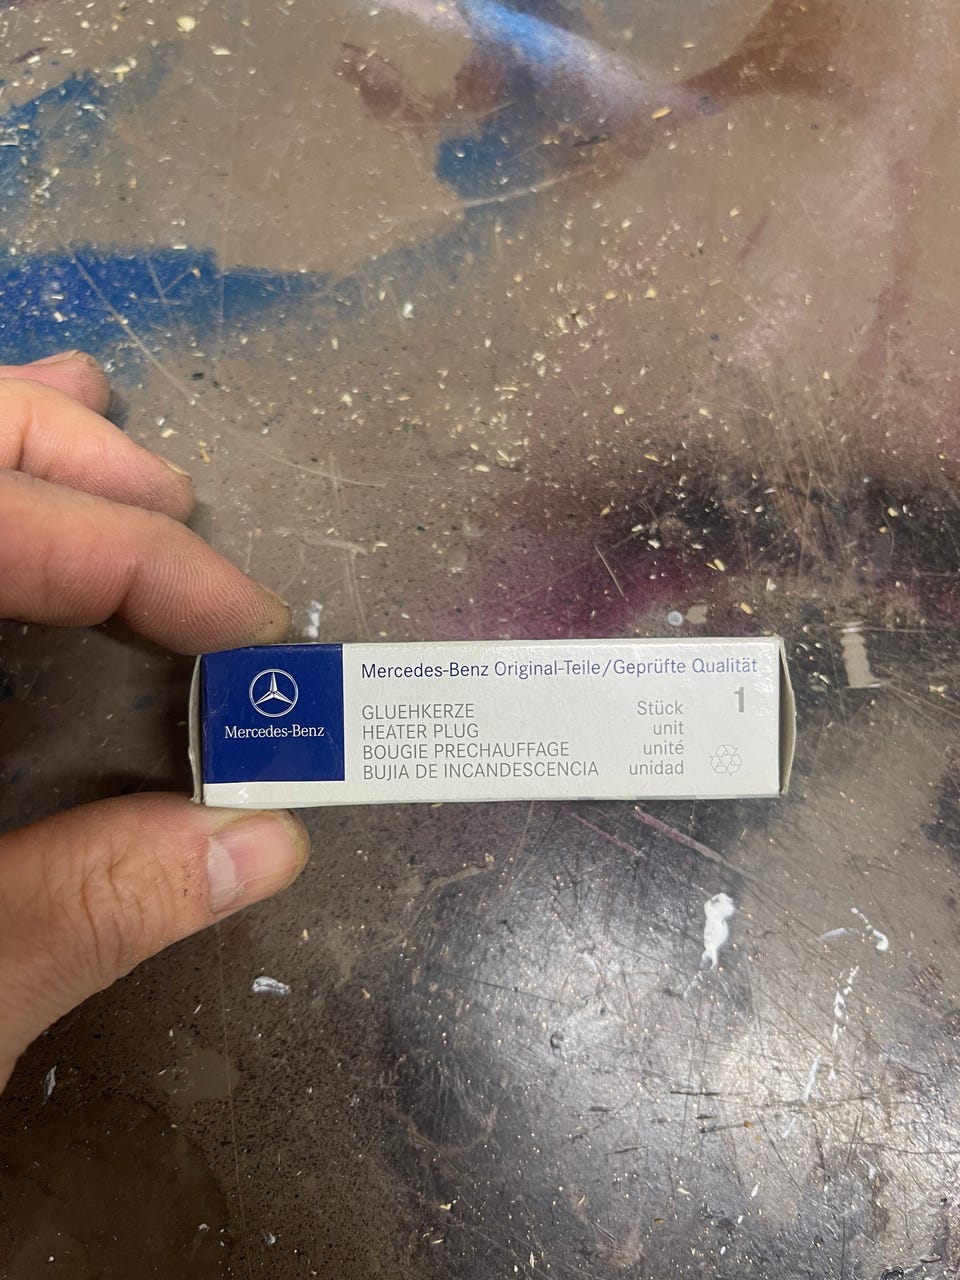 Mercedes-Benz
Mercedes-Benz Original-Teile/Geprüfte Qualität
GLUEHKERZE Stück 1
HEATER PLUG unit
BOUGIE PRECHAUFFAGE unité
BUJIA DE INCANDESCENCIA unidad